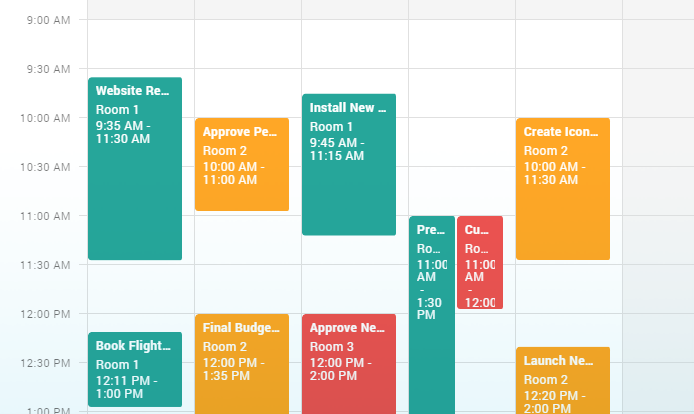 9:00 AM
9:30 AM
10:00 AM
10:30 AM
11:00 AM
11:30 AM
12:00 PM
12:30 PM
1:00 PM
Website Re…
Room 1
9:35 AM -
11:30 AM
Book Flight…
Room 1
12:11 PM -
1:00 PM
Approve Pe…
Room 2
10:00 AM -
11:00 AM
Final Budge…
Room 2
12:00 PM -
1:35 PM
Install New …
Room 1
9:45 AM -
11:15 AM
Approve Ne…
Room 3
12:00 PM -
2:00 PM
Pre…
Ro…
11:00
AM
-
1:30
PM
Cu…
Ro…
11:00
AM
-
12:00
Create Icon…
Room 2
10:00 AM -
11:30 AM
Launch Ne…
Room 2
12:20 PM -
2:00 PM